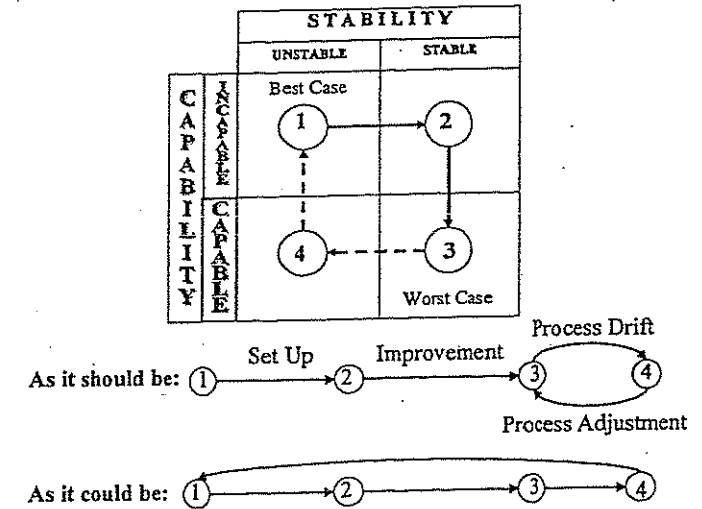 STABILITY
UNSTABLE STABLE
CAPABILITY
INCAPABLE
Best Case
1 2
CAPABLE
4 3
Worst Case
Process Drift
Set Up Improvement
As it should be: 1 2 3 4
Process Adjustment
As it could be: 1 2 3 4